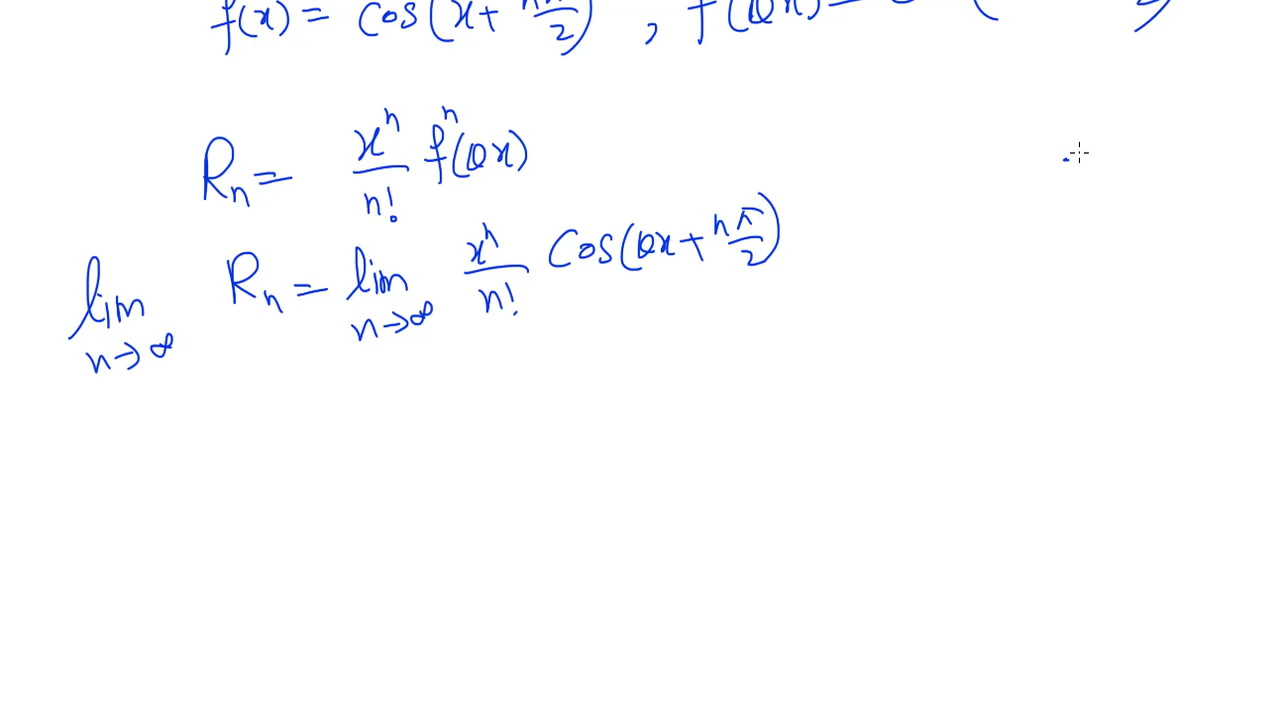 f(x) = cos(x + nπ/2) , f(θx) =
Rₙ = xⁿ/n! fⁿ(θx)
lim n→∞ Rₙ = lim n→∞ xⁿ/n! cos(θx + nπ/2)